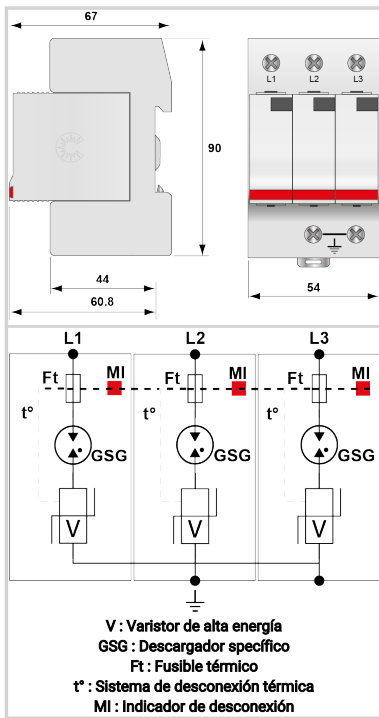 67
L1 L2 L3
90
44
60.8
54
L1 L2 L3
Ft MI Ft MI Ft MI
t° t° t°
GSG GSG GSG
V V V
V : Varistor de alta energía
GSG : Descargador específico
Ft : Fusible térmico
t° : Sistema de desconexión térmica
MI : Indicador de desconexión